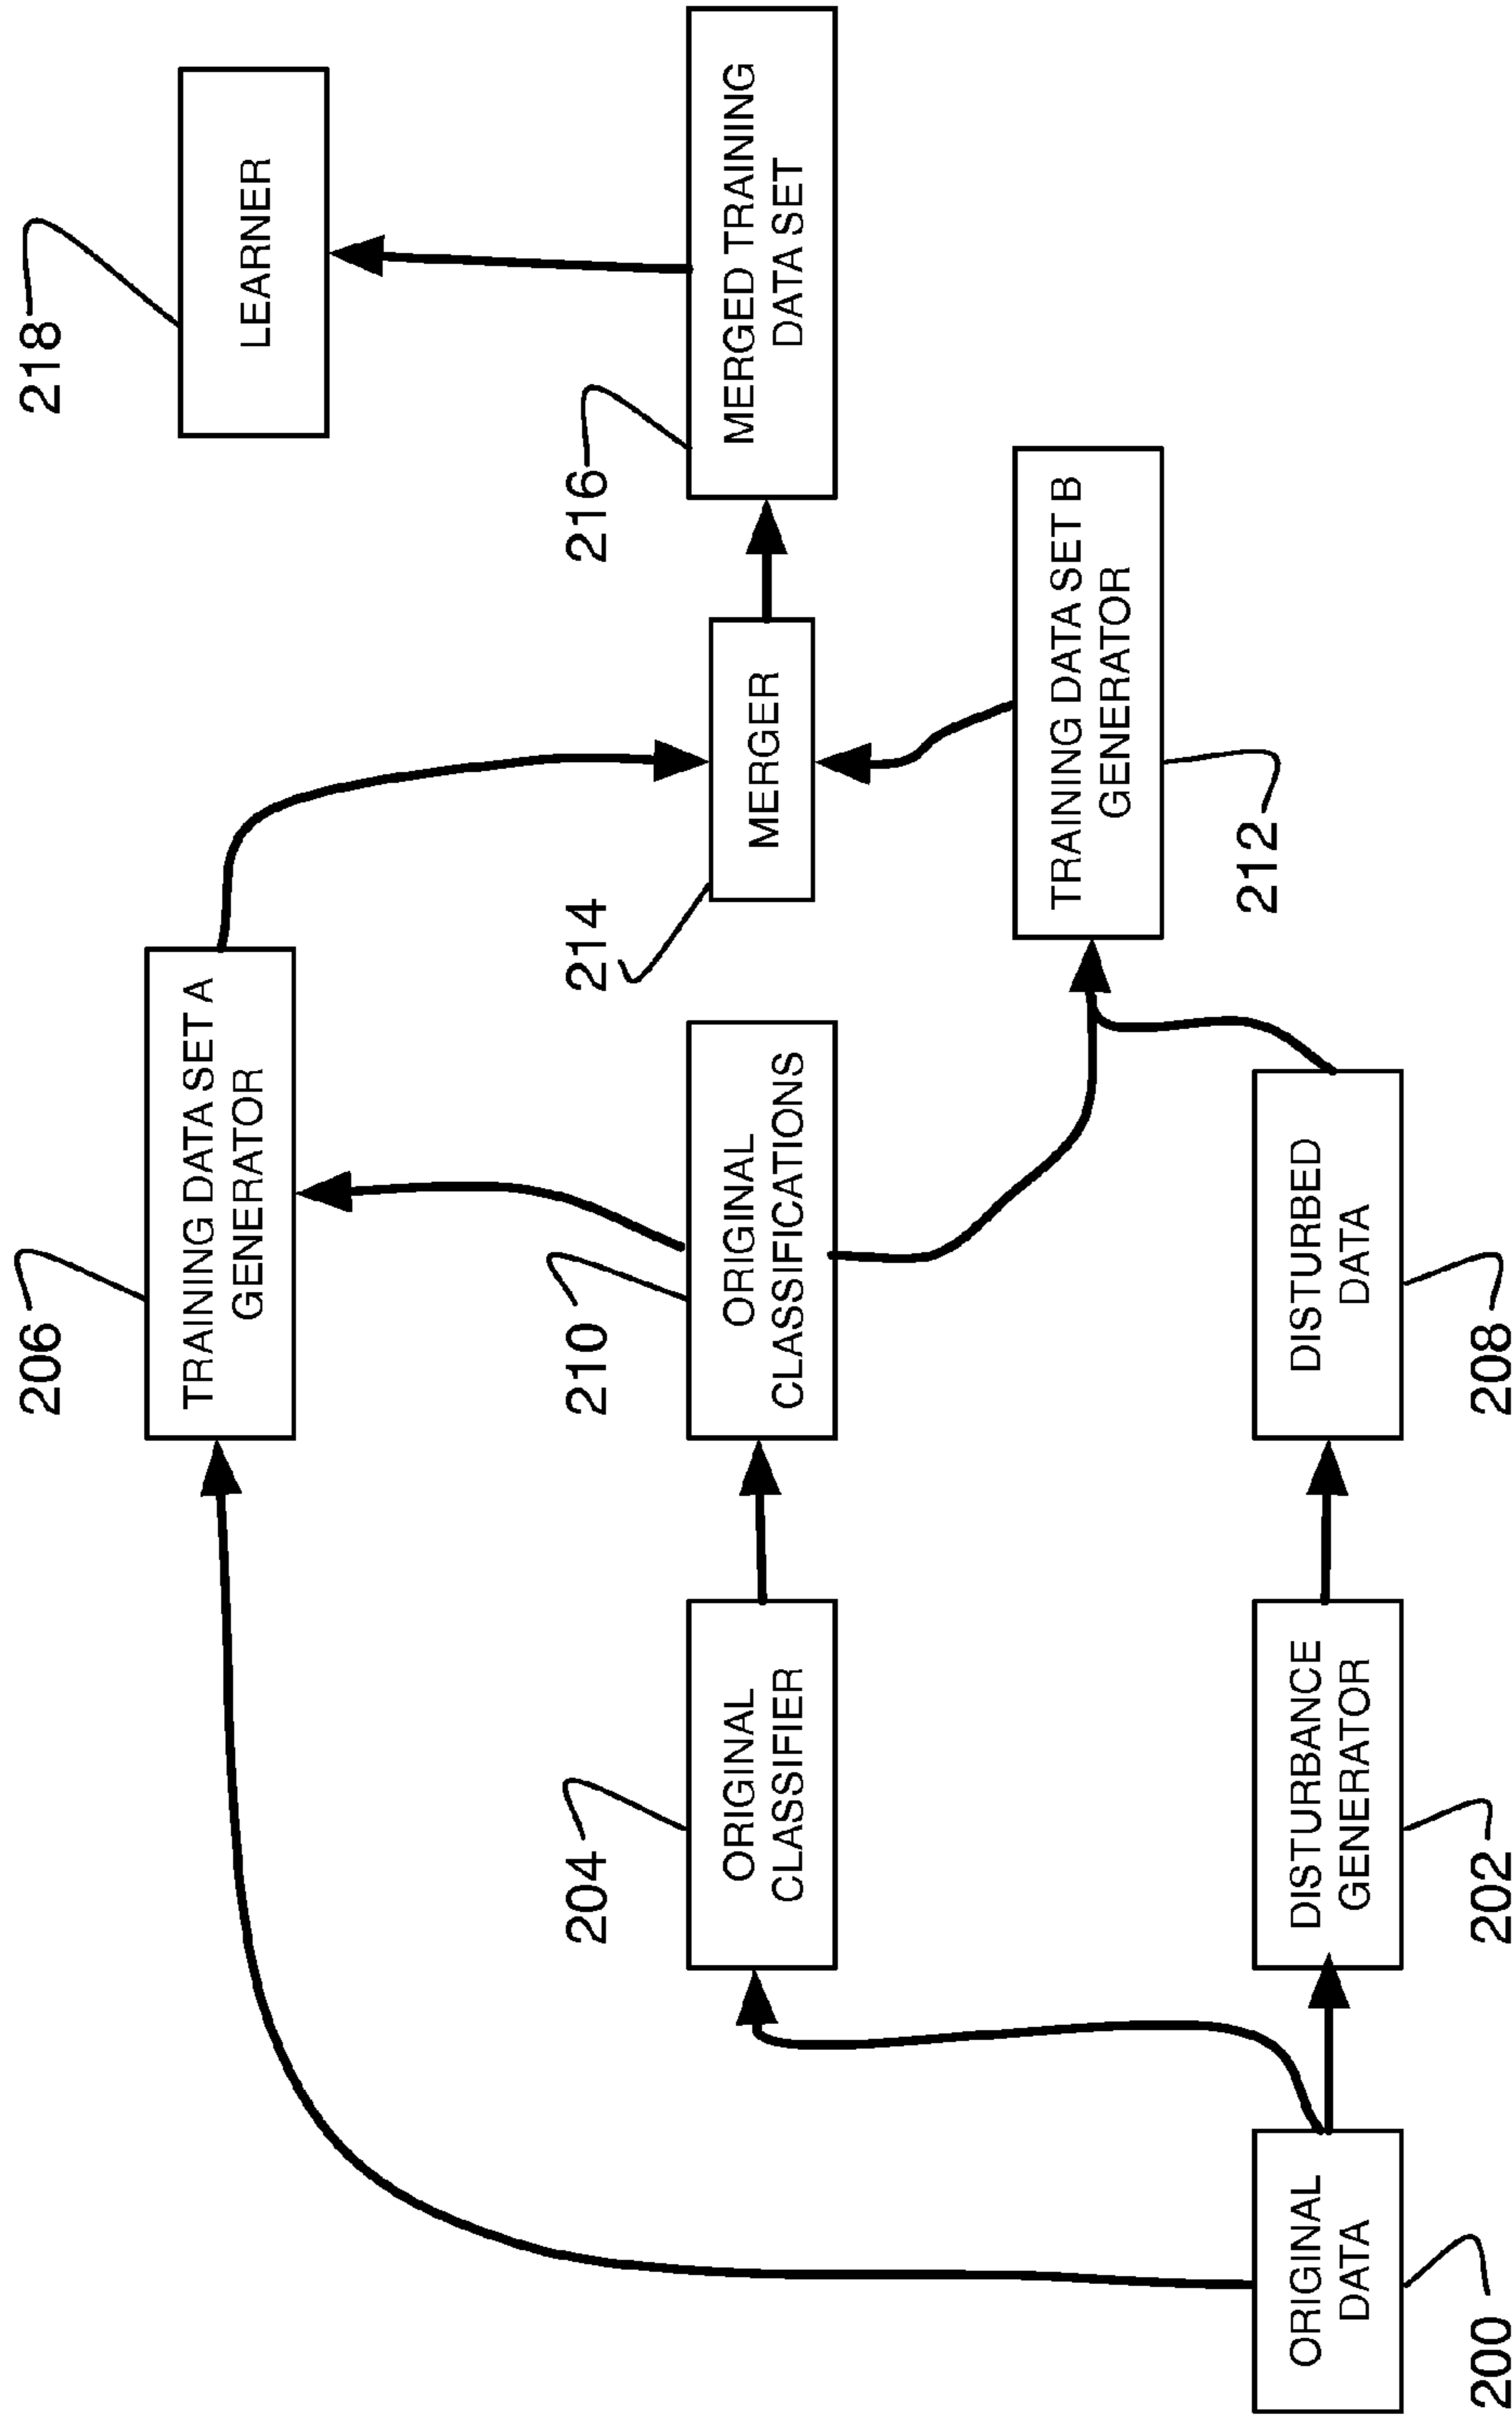 218
LEARNER
206
TRAINING DATA SET A
GENERATOR
216
MERGED TRAINING
DATA SET
214
MERGER
210
ORIGINAL
CLASSIFICATIONS
204
ORIGINAL
CLASSIFIER
TRAINING DATA SET B
GENERATOR
212
ORIGINAL
DATA
200
DISTURBANCE
GENERATOR
202
DISTURBED
DATA
208